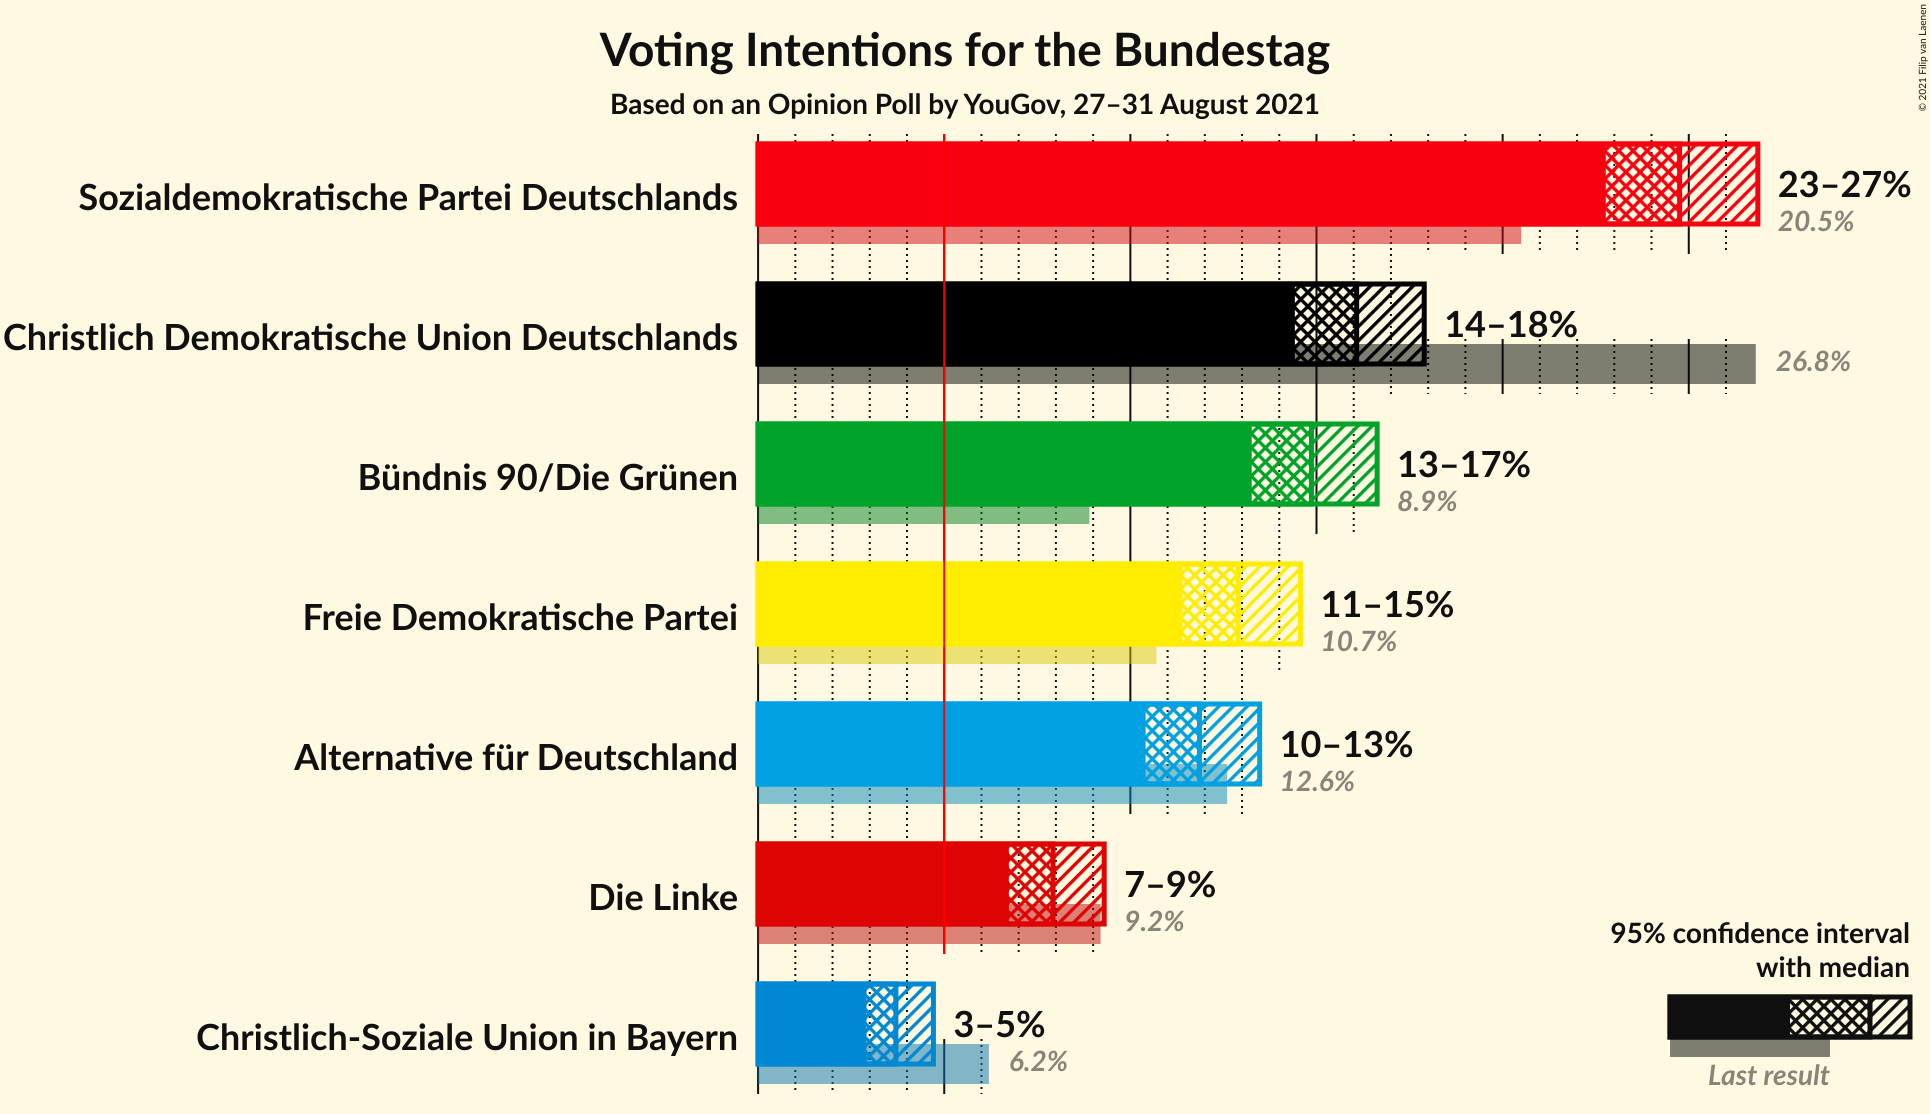 Voting Intentions for the Bundestag
Based on an Opinion Poll by YouGov, 27–31 August 2021
© 2021 Filip van Laenen
Sozialdemokratische Partei Deutschlands
23–27%
20.5%
Christlich Demokratische Union Deutschlands
14–18%
26.8%
Bündnis 90/Die Grünen
13–17%
8.9%
Freie Demokratische Partei
11–15%
10.7%
Alternative für Deutschland
10–13%
12.6%
Die Linke
7–9%
9.2%
Christlich-Soziale Union in Bayern
3–5%
6.2%
95% confidence interval
with median
Last result